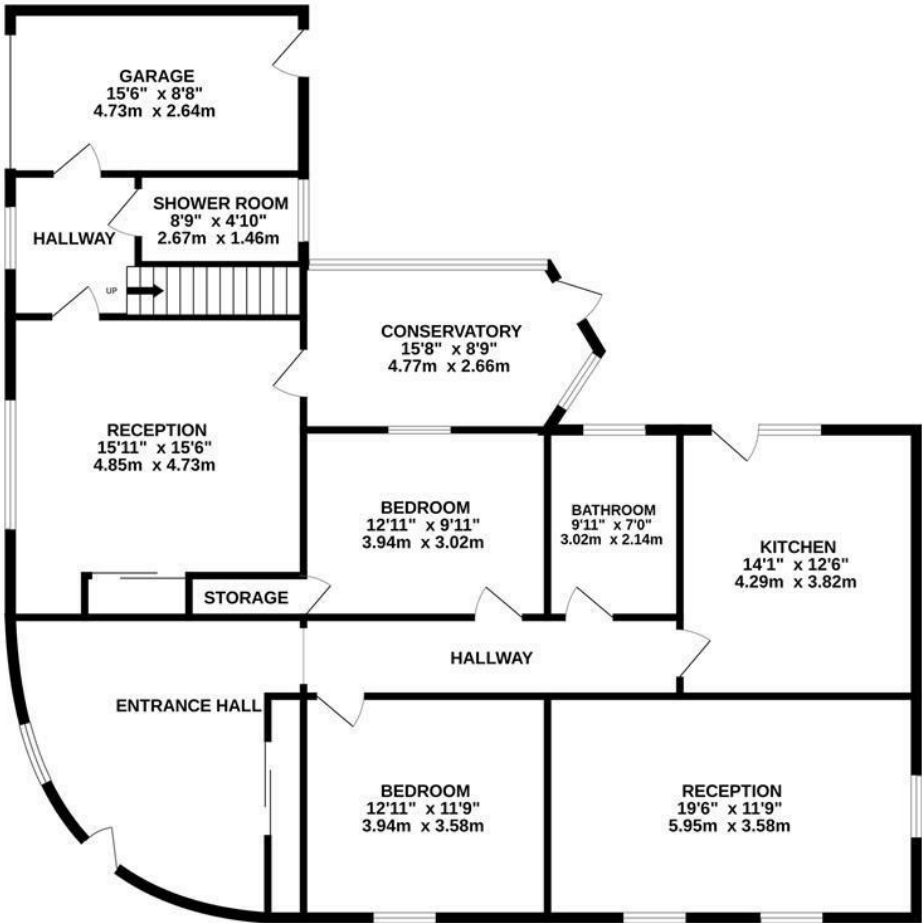 GARAGE
15'6" x 8'8"
4.73m x 2.64m
SHOWER ROOM
8'9" x 4'10"
2.67m x 1.46m
HALLWAY
UP
CONSERVATORY
15'8" x 8'9"
4.77m x 2.66m
RECEPTION
15'11" x 15'6"
4.85m x 4.73m
BEDROOM
12'11" x 9'11"
3.94m x 3.02m
BATHROOM
9'11" x 7'0"
3.02m x 2.14m
KITCHEN
14'1" x 12'6"
4.29m x 3.82m
STORAGE
HALLWAY
ENTRANCE HALL
BEDROOM
12'11" x 11'9"
3.94m x 3.58m
RECEPTION
19'6" x 11'9"
5.95m x 3.58m